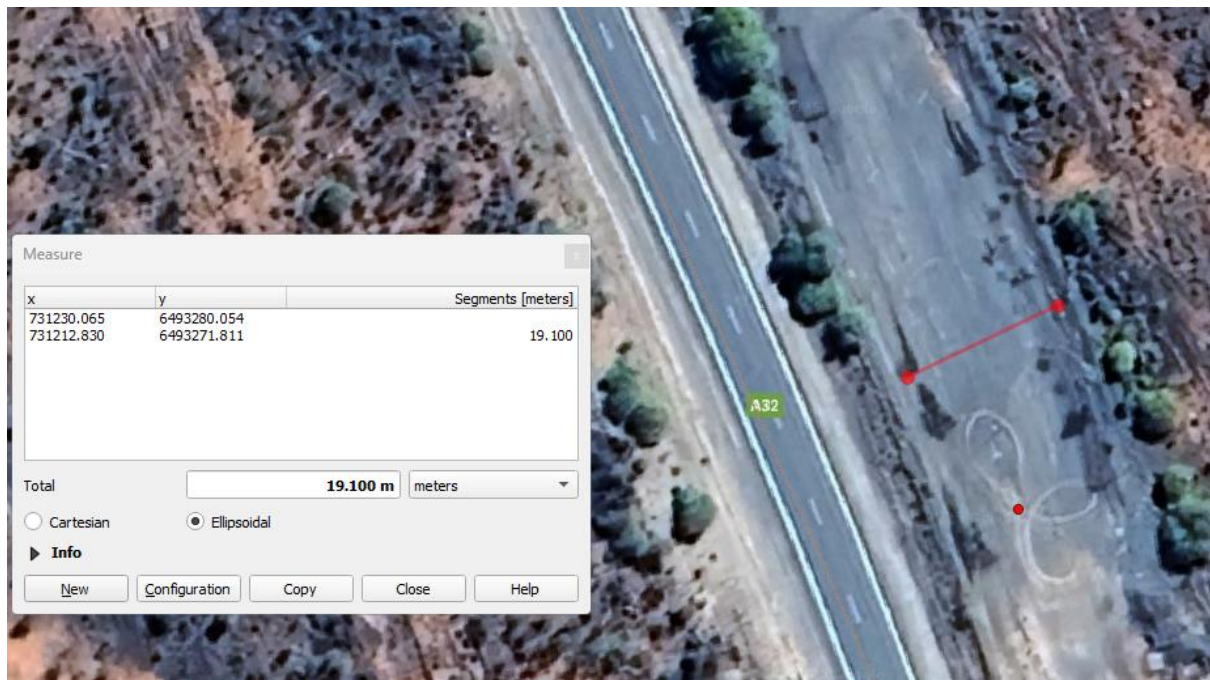 Measure
x y Segments [meters]
731230.065 6493280.054
731212.830 6493271.811 19.100
Total 19.100 m meters
Cartesian Ellipsoidal
Info
New Configuration Copy Close Help
A32